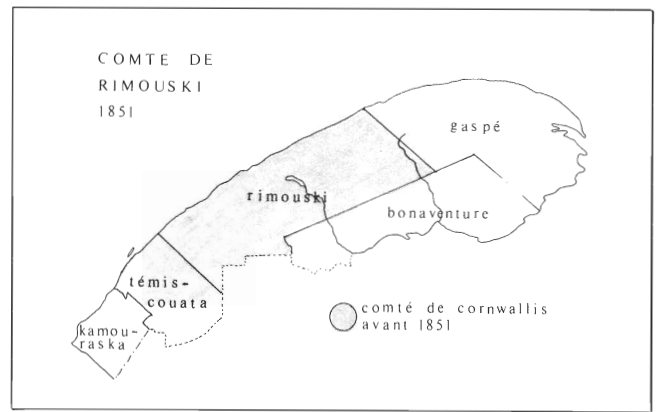 COMTE DE
RIMOUSKI
1851
gaspé
rimouski
bonaventure
témis-
couata
kamou-
raska
comté de cornwallis
avant 1851